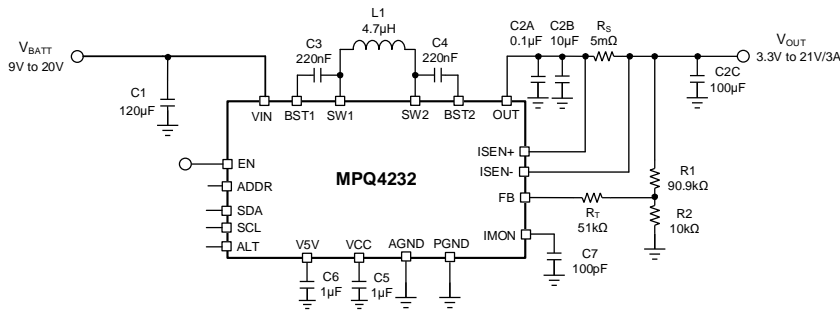 L1
4.7µH
C3
220nF
C4
220nF
C2A
0.1µF
C2B
10µF
RS
5mΩ
VBATT
9V to 20V
VOUT
3.3V to 21V/3A
C1
120µF
C2C
100µF
VIN
BST1
SW1
SW2
BST2
OUT
EN
ADDR
SDA
SCL
ALT
MPQ4232
ISEN+
ISEN-
FB
IMON
R1
90.9kΩ
RT
51kΩ
R2
10kΩ
V5V
VCC
AGND
PGND
C6
1µF
C5
1µF
C7
100pF